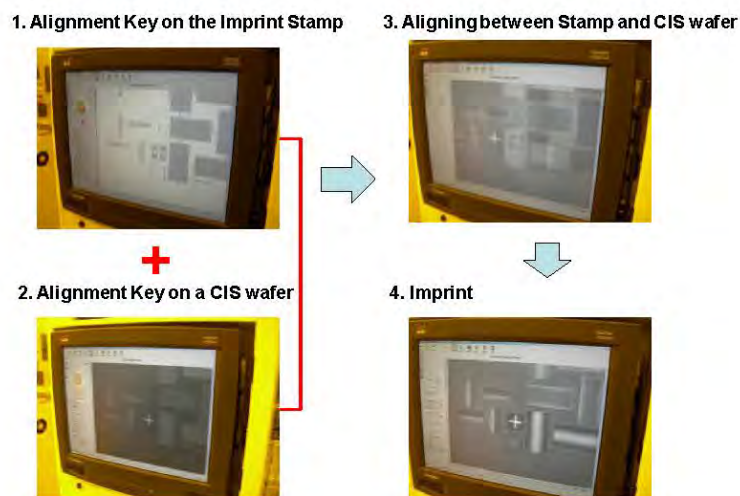 1. Alignment Key on the Imprint Stamp
3. Aligning between Stamp and CIS wafer
2. Alignment Key on a CIS wafer
4. Imprint